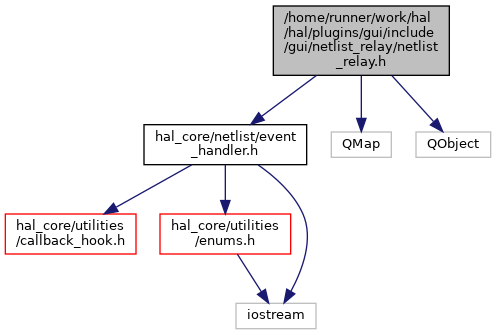 /home/runner/work/hal
/hal/plugins/gui/include
/gui/netlist_relay/netlist
_relay.h
hal_core/netlist/event
_handler.h
QMap
QObject
hal_core/utilities
/callback_hook.h
hal_core/utilities
/enums.h
iostream